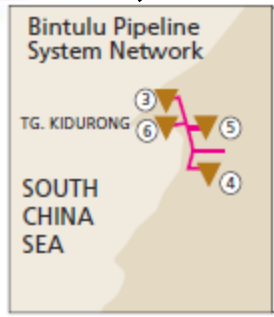 Bintulu Pipeline
System Network
3
TG. KIDURONG 6 5
4
SOUTH
CHINA
SEA